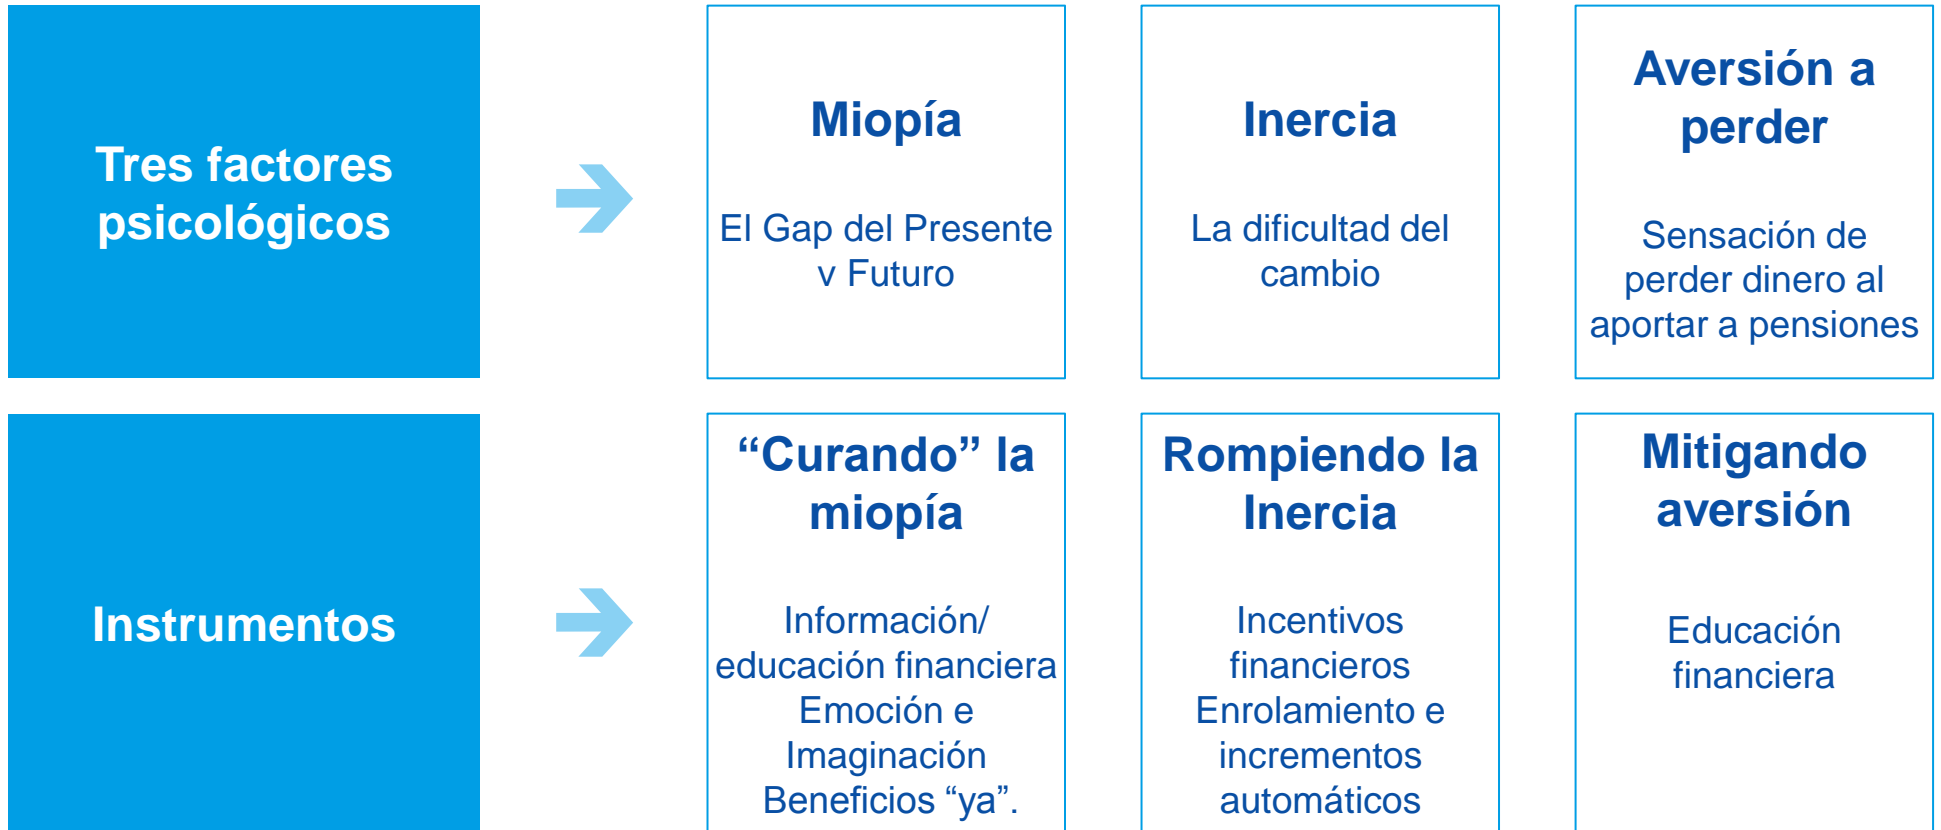 Tres factores
psicológicos
Miopía
El Gap del Presente
v Futuro
Inercia
La dificultad del
cambio
Aversión a
perder
Sensación de
perder dinero al
aportar a pensiones
Instrumentos
“Curando” la
miopía
Información/
educación financiera
Emoción e
Imaginación
Beneficios “ya”.
Rompiendo la
Inercia
Incentivos
financieros
Enrolamiento e
incrementos
automáticos
Mitigando
aversión
Educación
financiera